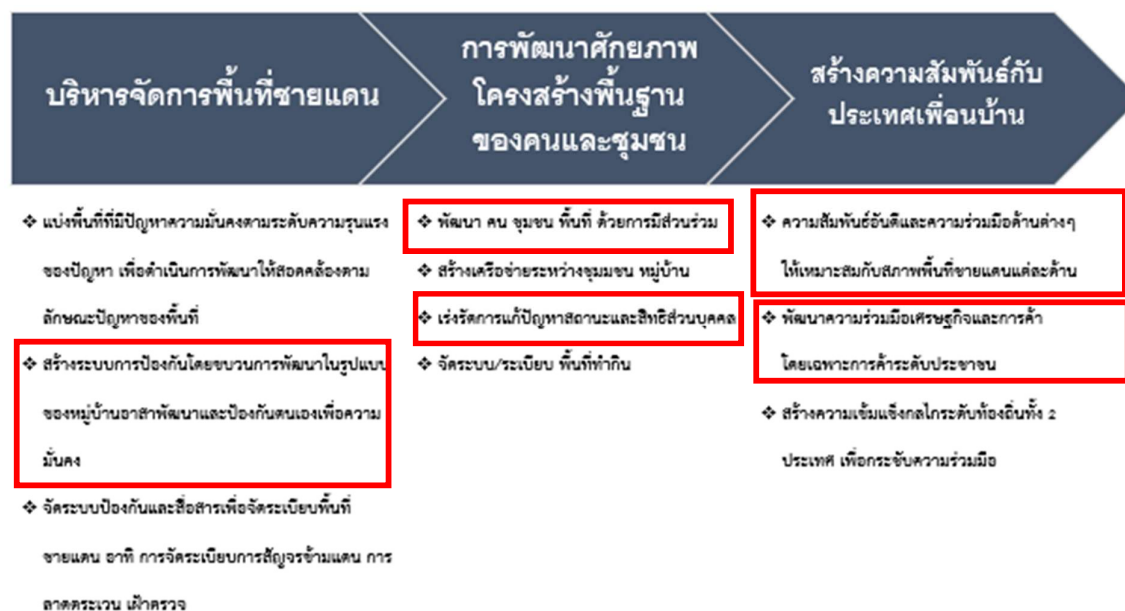 บริหารจัดการพื้นที่ชายแดน
การพัฒนาศักยภาพ
โครงสร้างพื้นฐาน
ของคนและชุมชน
สร้างความสัมพันธ์กับ
ประเทศเพื่อนบ้าน
❖ แบ่งพื้นที่ที่มีปัญหาความมั่นคงตามระดับความรุนแรง
ของปัญหา เพื่อดำเนินการพัฒนาให้สอดคล้องตาม
ลักษณะปัญหาของพื้นที่
❖ สร้างระบบการป้องกันโดยขบวนการพัฒนาในรูปแบบ
ของหมู่บ้านอาสาพัฒนาและป้องกันตนเองเพื่อความ
มั่นคง
❖ จัดระบบป้องกันและสื่อสารเพื่อจัดระเบียบพื้นที่
ชายแดน อาทิ การจัดระเบียบการสัญจรข้ามแดน การ
ลาดตระเวน เฝ้าตรวจ
❖ พัฒนา คน ชุมชน พื้นที่ ด้วยการมีส่วนร่วม
❖ สร้างเครือข่ายระหว่างชุมมชน หมู่บ้าน
❖ เร่งรัดการแก้ปัญหาสถานะและสิทธิส่วนบุคคล
❖ จัดระบบ/ระเบียบ พื้นที่ทำกิน
❖ ความสัมพันธ์อันดีและความร่วมมือด้านต่างๆ
ให้เหมาะสมกับสภาพพื้นที่ชายแดนแต่ละด้าน
❖ พัฒนาความร่วมมือเศรษฐกิจและการค้า
โดยเฉพาะการค้าระดับประชาชน
❖ สร้างความเข้มแข็งกลไกระดับท้องถิ่นทั้ง 2
ประเทศ เพื่อกระชับความร่วมมือ